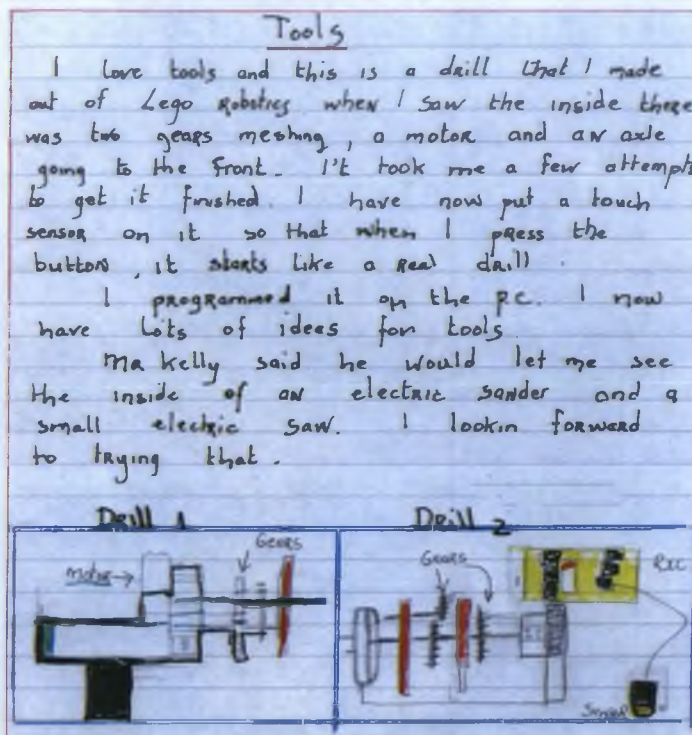 Tools
I love tools and this is a drill that I made
out of Lego Robotics when I saw the inside there
was two gears meshing, a motor and an axle
going to the front. I't took me a few attempts
to get it finished. I have now put a touch
sensor on it so that when I press the
button, it starts like a real drill.
I programmed it on the P.C. I now
have lots of ideas for tools
Mr Kelly said he would let me see
the inside of an electric sander and a
small electric saw. I lookin forward
to trying that.
Drill 1
Drill 2
motor
Gears
Gears
RXC
Sensor